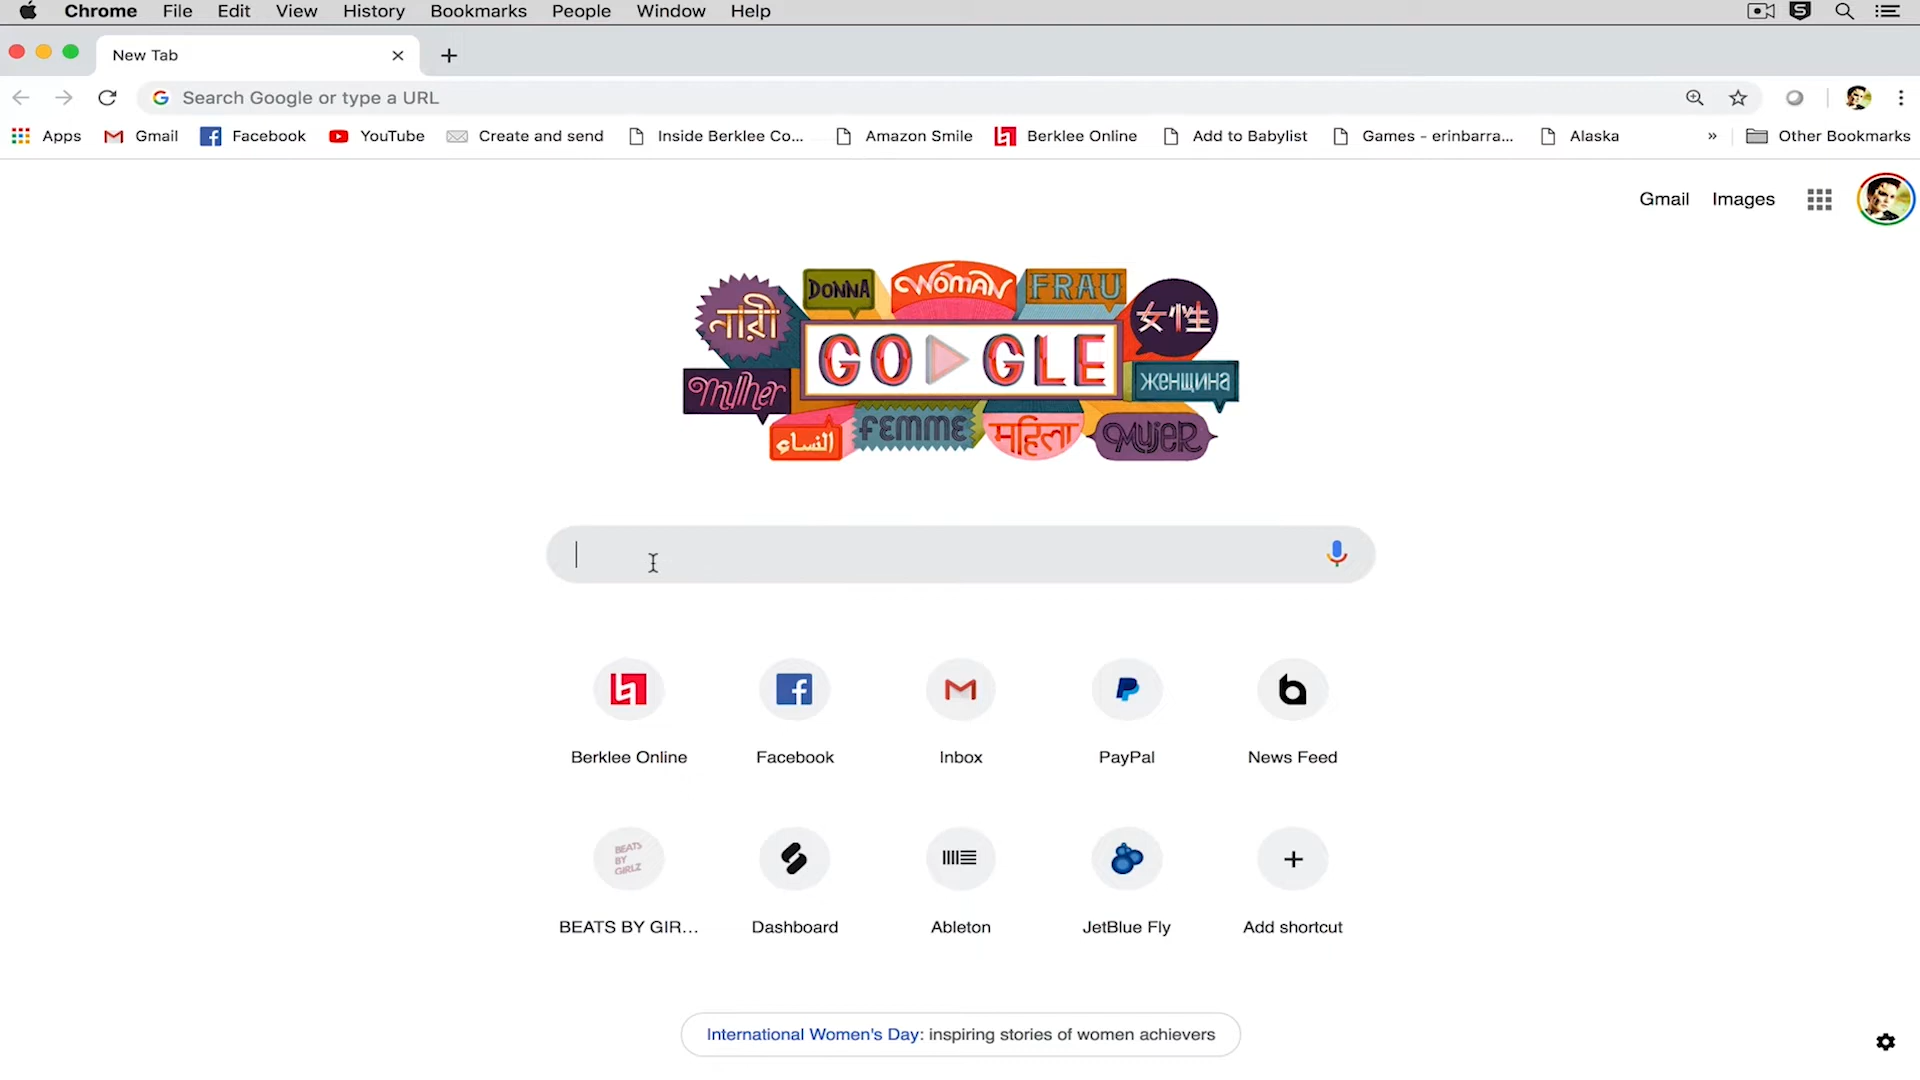 Chrome File Edit View History Bookmarks People Window Help
New Tab
Search Google or type a URL
Apps Gmail Facebook YouTube Create and send Inside Berklee Co... Amazon Smile Berklee Online Add to Babylist Games - erinbarra... Alaska » Other Bookmarks
Gmail Images
নারী DONNA WOMAN FRAU 女性
GOOGLE
Mulher женщина
النساء FEMME महिला MUJER
Berklee Online Facebook Inbox PayPal News Feed
BEATS BY GIRLZ
BEATS BY GIR... Dashboard Ableton JetBlue Fly Add shortcut
International Women's Day: inspiring stories of women achievers